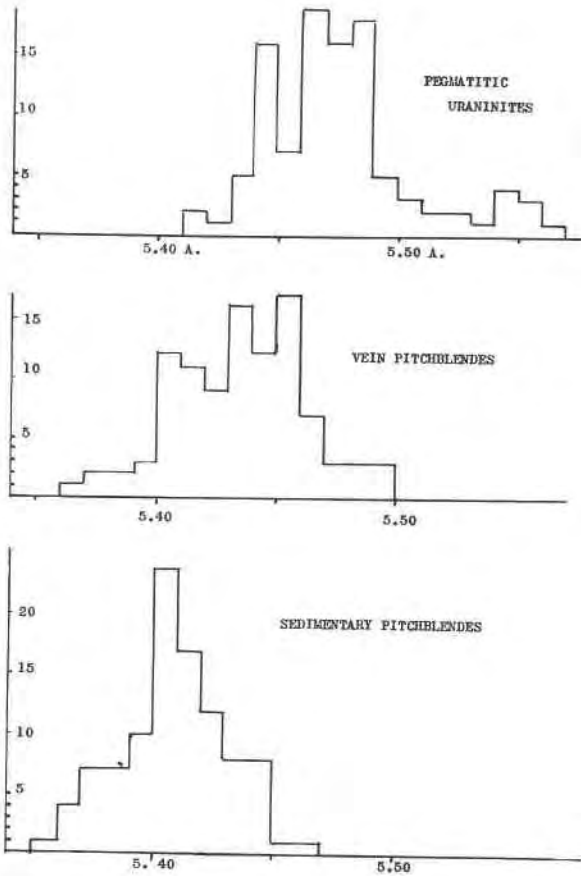 15
PEGMATITIC
URANINITES
10
5
5.40 A.
5.50 A.
15
VEIN PITCHBLENDES
10
5
5.40
5.50
20
SEDIMENTARY PITCHBLENDES
15
10
5
5.40
5.50